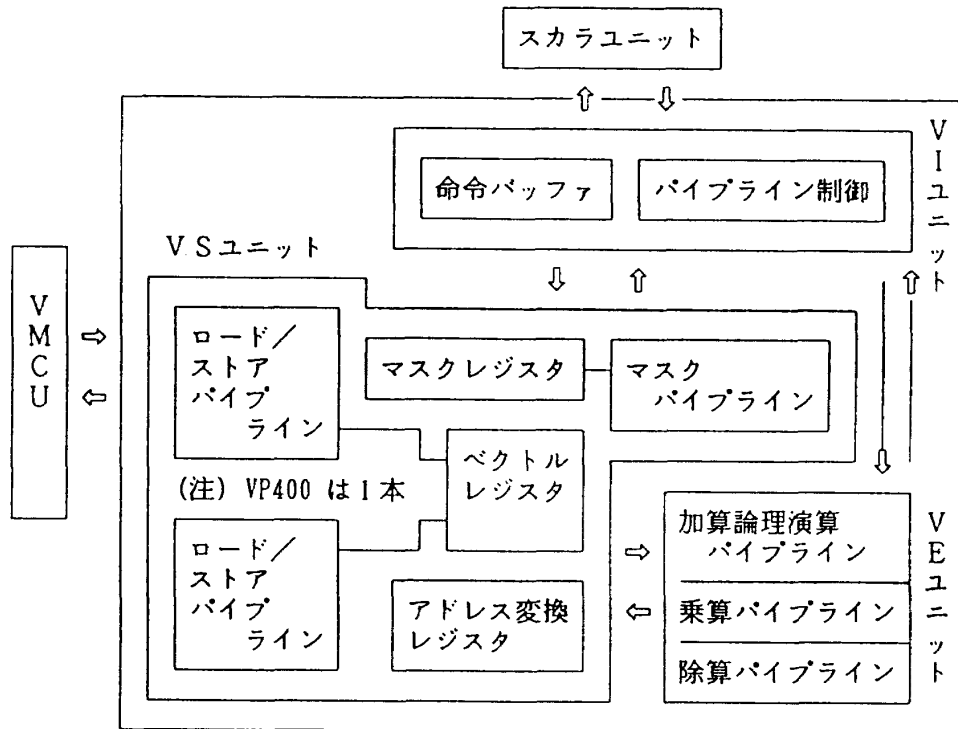 スカラユニット
VIユニット
命令バッファ
パイプライン制御
VSユニット
VMCU
ロード/
ストア
パイプ
ライン
マスクレジスタ
マスク
パイプライン
ベクトル
レジスタ
(注) VP400 は1本
ロード/
ストア
パイプ
ライン
アドレス変換
レジスタ
加算論理演算
パイプライン
乗算パイプライン
除算パイプライン
VEユニット